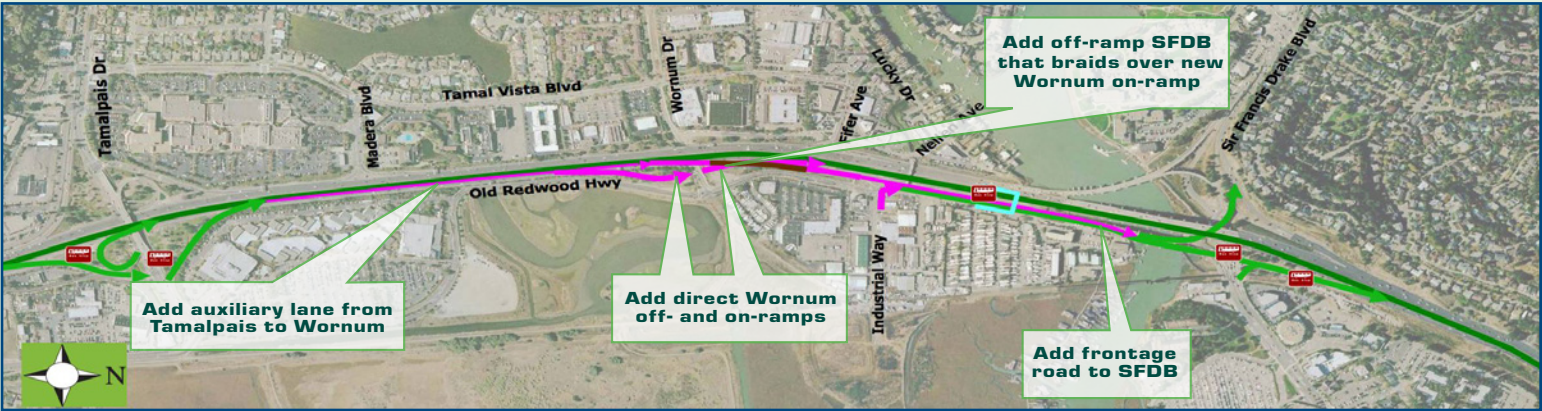 Tamalpais Dr
Madera Blvd
Tamal Vista Blvd
Wornum Dr
Lucky Dr
Fifer Ave
Sir Francis Drake Blvd
Old Redwood Hwy
Industrial Way
Add off-ramp SFDB
that braids over new
Wornum on-ramp
Add auxiliary lane from
Tamalpais to Wornum
Add direct Wornum
off- and on-ramps
Add frontage
road to SFDB
N